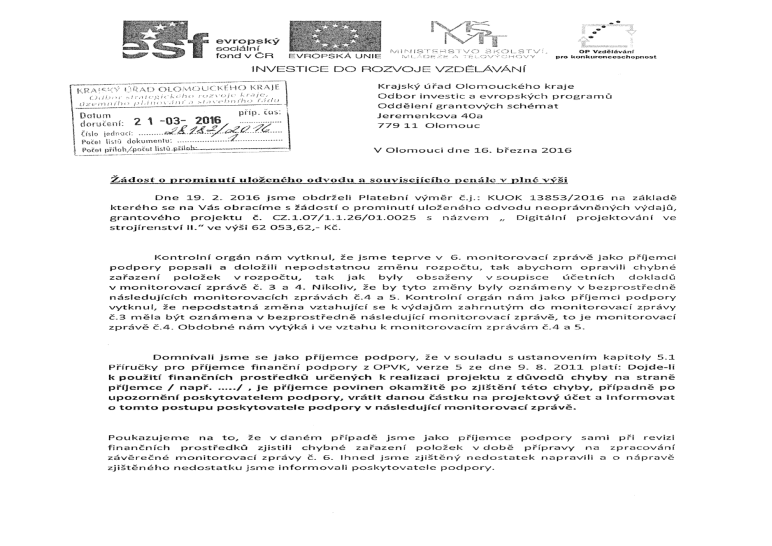 esf evropský
sociální
fond v ČR
EVROPSKÁ UNIE
MINISTERSTVO ŠKOLSTVÍ,
MLÁDEŽE A TĚLOVÝCHOVY
OP Vzdělávání
pro konkurenceschopnost
INVESTICE DO ROZVOJE VZDĚLÁVÁNÍ
KRAJSKÝ ÚŘAD OLOMOUCKÉHO KRAJE
Odbor strategického rozvoje kraje,
územního plánování a stavebního řádu
Datum
doručení: 21-03-2016 příp. čas:
Číslo jednací: 28182/2016
Počet listů dokumentu: 1
Počet příloh/počet listů příloh:
Krajský úřad Olomouckého kraje
Odbor investic a evropských programů
Oddělení grantových schémat
Jeremenkova 40a
779 11 Olomouc
V Olomouci dne 16. března 2016
Žádost o prominutí uloženého odvodu a souvisejícího penále v plné výši
Dne 19. 2. 2016 jsme obdrželi Platební výměr č.j.: KUOK 13853/2016 na základě
kterého se na Vás obracíme s žádostí o prominutí uloženého odvodu neoprávněných výdajů,
grantového projektu č. CZ.1.07/1.1.26/01.0025 s názvem „ Digitální projektování ve
strojírenství II.“ ve výši 62 053,62,- Kč.
Kontrolní orgán nám vytknul, že jsme teprve v 6. monitorovací zprávě jako příjemci
podpory popsali a doložili nepodstatnou změnu rozpočtu, tak abychom opravili chybné
zařazení položek v rozpočtu, tak jak byly obsaženy v soupisce účetních dokladů
v monitorovací zprávě č. 3 a 4. Nikoliv, že by tyto změny byly oznámeny v bezprostředně
následujících monitorovacích zprávách č.4 a 5. Kontrolní orgán nám jako příjemci podpory
vytknul, že nepodstatná změna vztahující se k výdajům zahrnutým do monitorovací zprávy
č.3 měla být oznámena v bezprostředně následující monitorovací zprávě, to je monitorovací
zprávě č.4. Obdobné nám vytýká i ve vztahu k monitorovacím zprávám č.4 a 5.
Domnívali jsme se jako příjemce podpory, že v souladu s ustanovením kapitoly 5.1
Příručky pro příjemce finanční podpory z OPVK, verze 5 ze dne 9. 8. 2011 platí: Dojde-li
k použití finančních prostředků určených k realizaci projektu z důvodů chyby na straně
příjemce / např. ...../ , je příjemce povinen okamžitě po zjištění této chyby, případně po
upozornění poskytovatelem podpory, vrátit danou částku na projektový účet a informovat
o tomto postupu poskytovatele podpory v následující monitorovací zprávě.
Poukazujeme na to, že v daném případě jsme jako příjemce podpory sami při revizi
finančních prostředků zjistili chybné zařazení položek v době přípravy na zpracování
závěrečné monitorovací zprávy č. 6. Ihned jsme zjištěný nedostatek napravili a o nápravě
zjištěného nedostatku jsme informovali poskytovatele podpory.